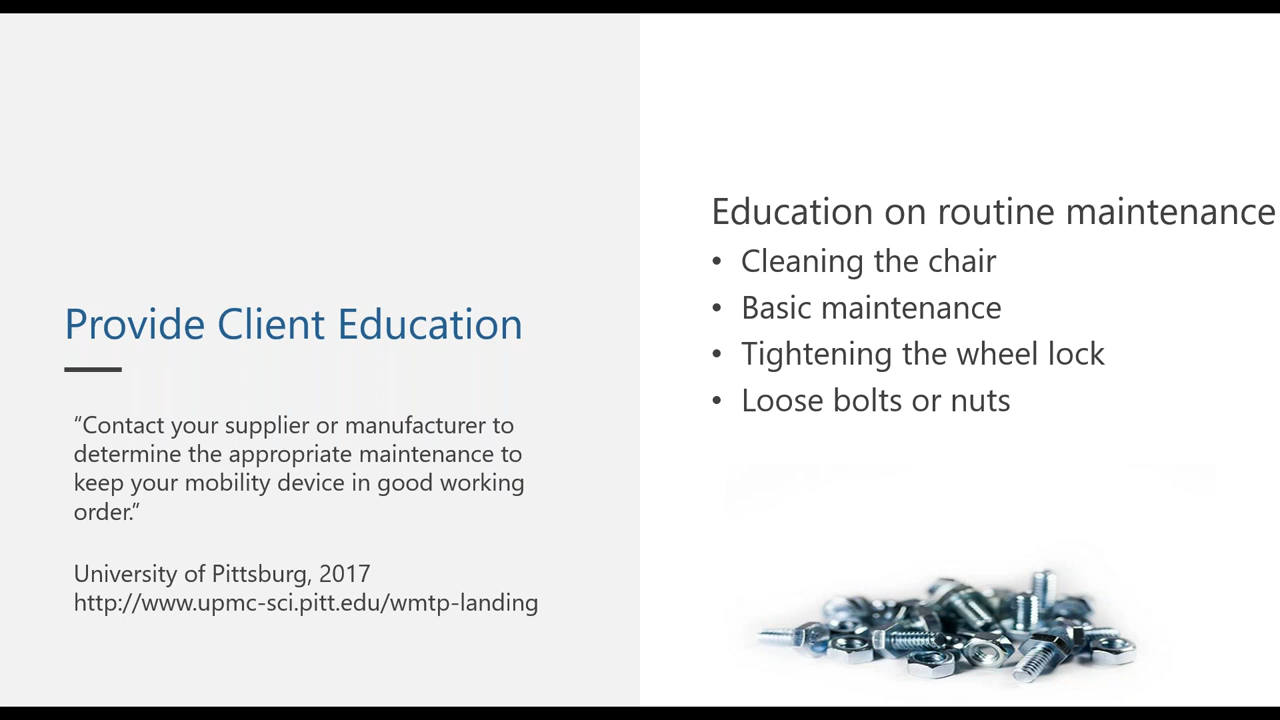 Provide Client Education
“Contact your supplier or manufacturer to
determine the appropriate maintenance to
keep your mobility device in good working
order.”
University of Pittsburg, 2017
http://www.upmc-sci.pitt.edu/wmtp-landing
Education on routine maintenance
• Cleaning the chair
• Basic maintenance
• Tightening the wheel lock
• Loose bolts or nuts